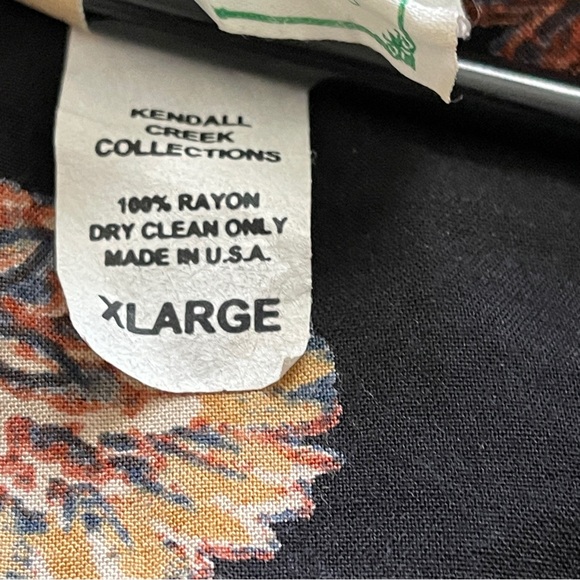 KENDALL
CREEK
COLLECTIONS
100% RAYON
DRY CLEAN ONLY
MADE IN U.S.A.
XLARGE